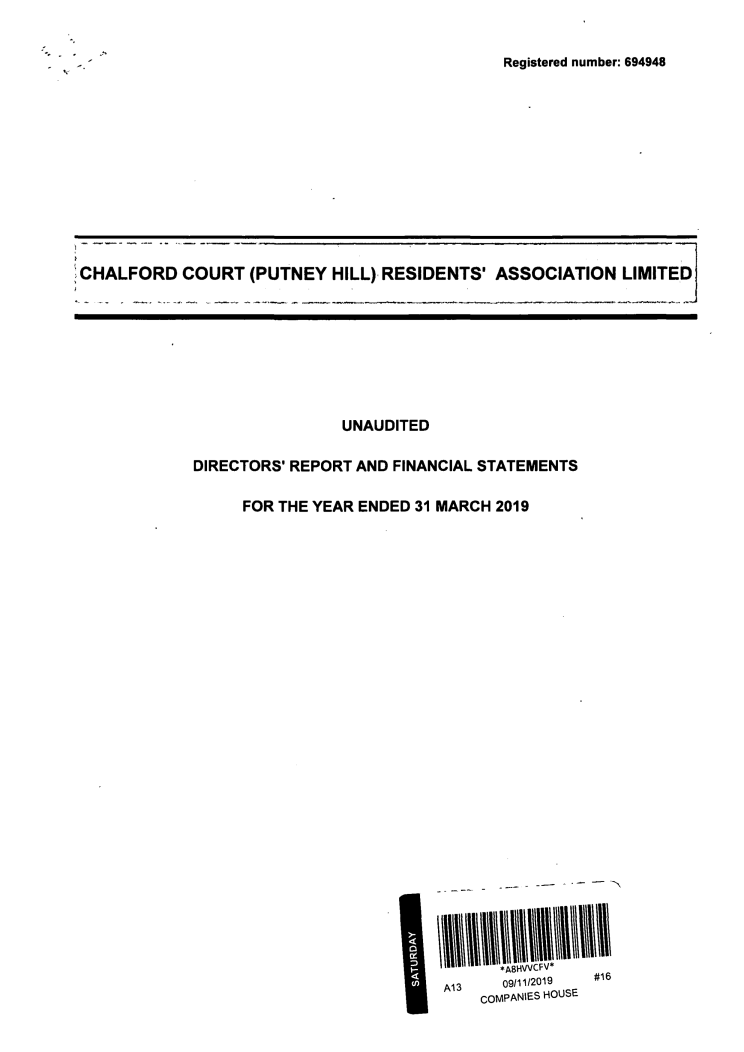 Registered number: 694948
CHALFORD COURT (PUTNEY HILL) RESIDENTS' ASSOCIATION LIMITED
UNAUDITED
DIRECTORS' REPORT AND FINANCIAL STATEMENTS
FOR THE YEAR ENDED 31 MARCH 2019
SATURDAY
*A8HVVCFV*
A13 09/11/2019 #16
COMPANIES HOUSE